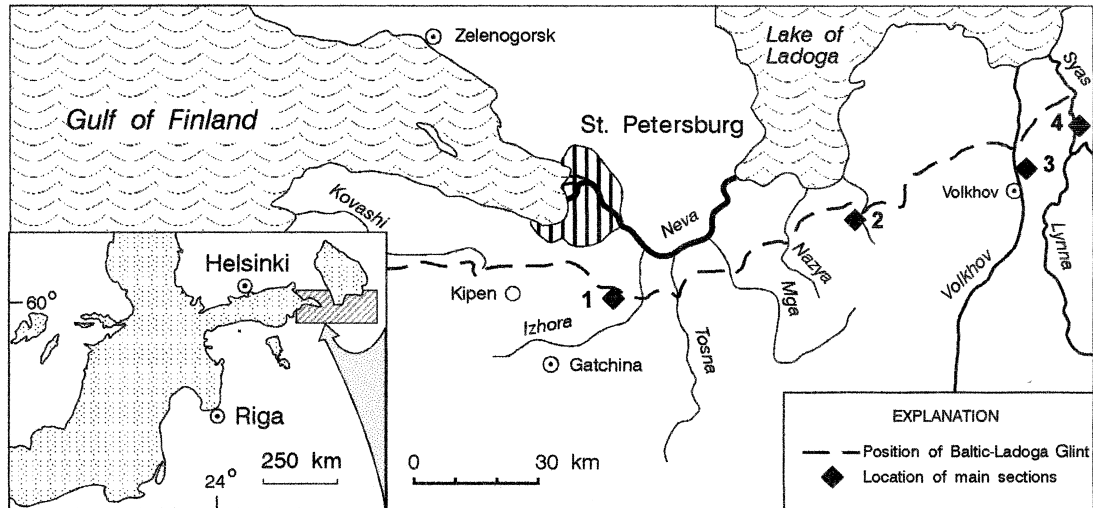 Zelenogorsk
Lake of
Ladoga
Syas
Gulf of Finland
St. Petersburg
4
3
Kovashi
Volkhov
2
Neva
Lynna
Helsinki
60°
Kipen
1
Nazya
Mga
Volkhov
Izhora
Tosna
Gatchina
Riga
250 km
24°
0 30 km
EXPLANATION
Position of Baltic-Ladoga Glint
Location of main sections